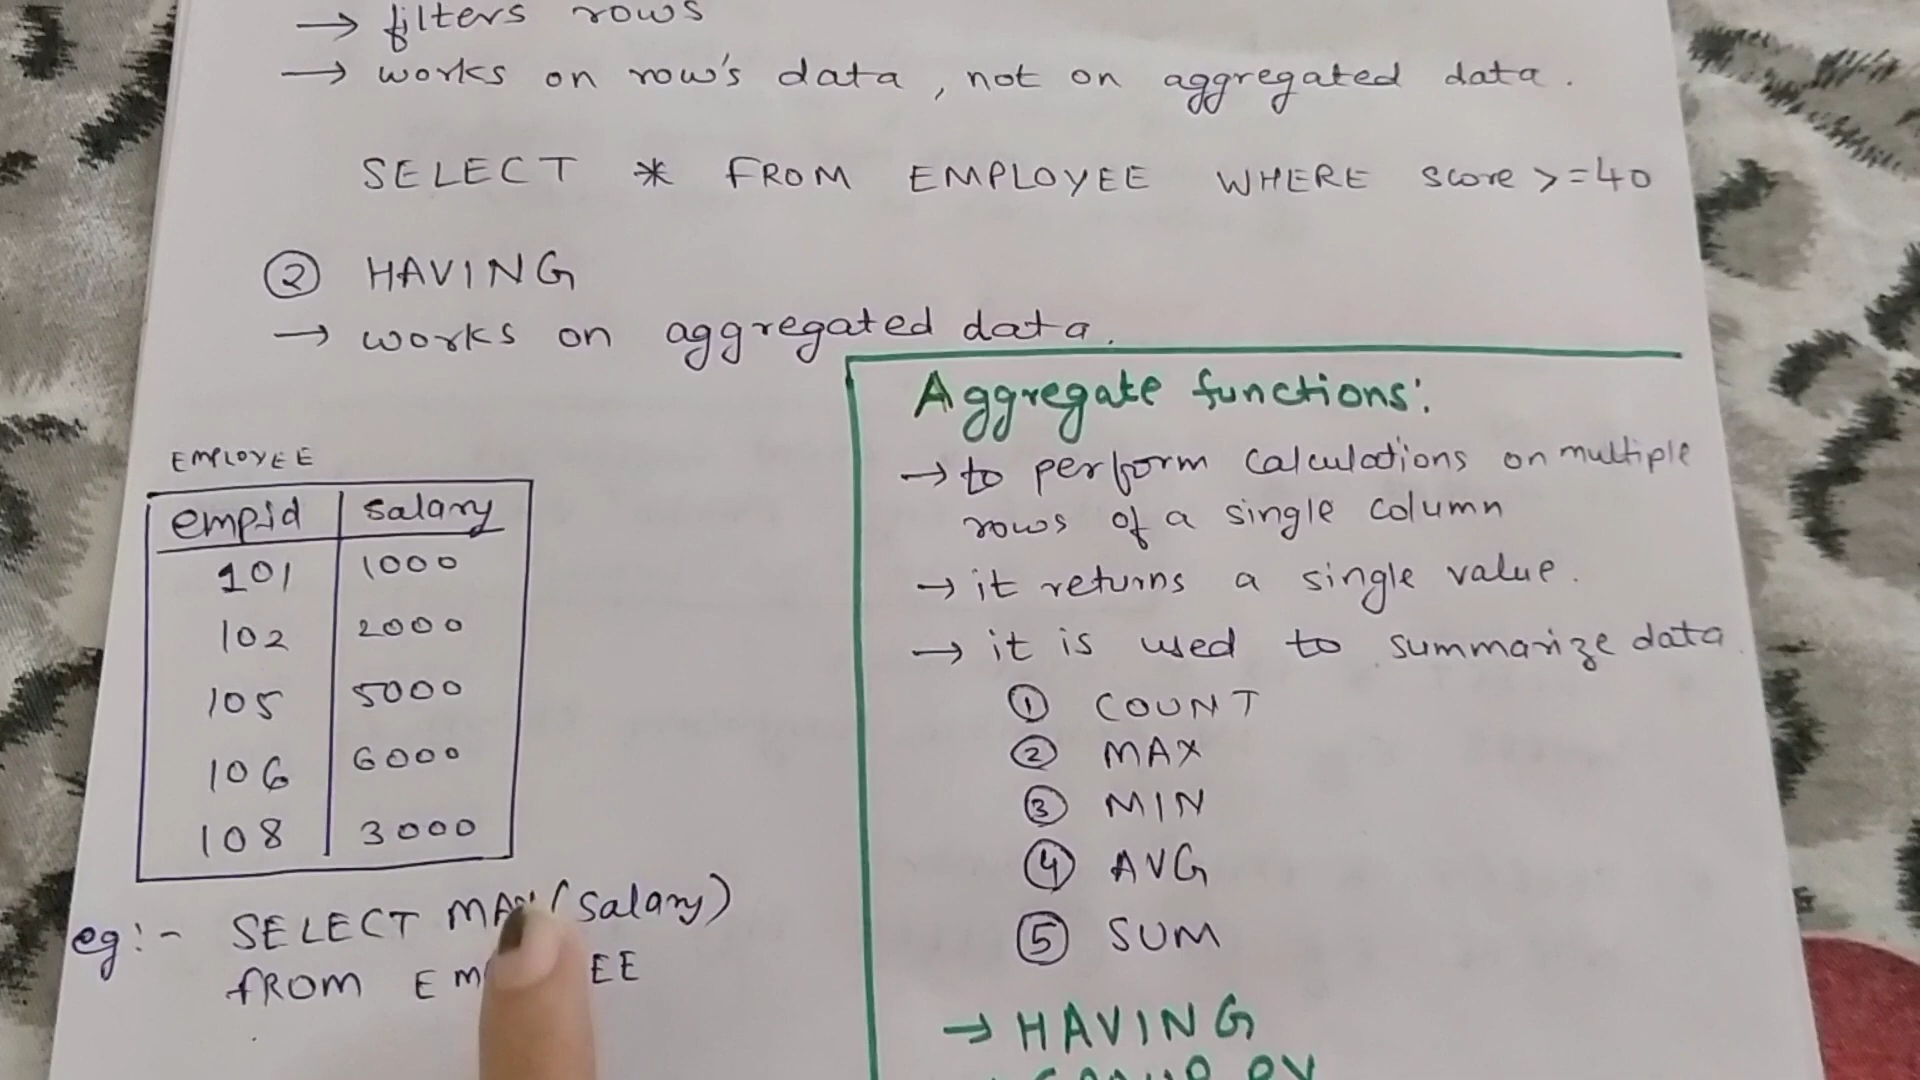 → filters rows
→ works on row's data, not on aggregated data.
SELECT * FROM EMPLOYEE WHERE score >=40
② HAVING
→ works on aggregated data.
EMPLOYEE
empid salary
101 1000
102 2000
105 5000
106 6000
108 3000
eg:- SELECT MAX(salary)
FROM EE
Aggregate functions:
→ to perform calculations on multiple
rows of a single column
→ it returns a single value.
→ it is used to summarize data.
① COUNT
② MAX
③ MIN
④ AVG
⑤ SUM
→ HAVING